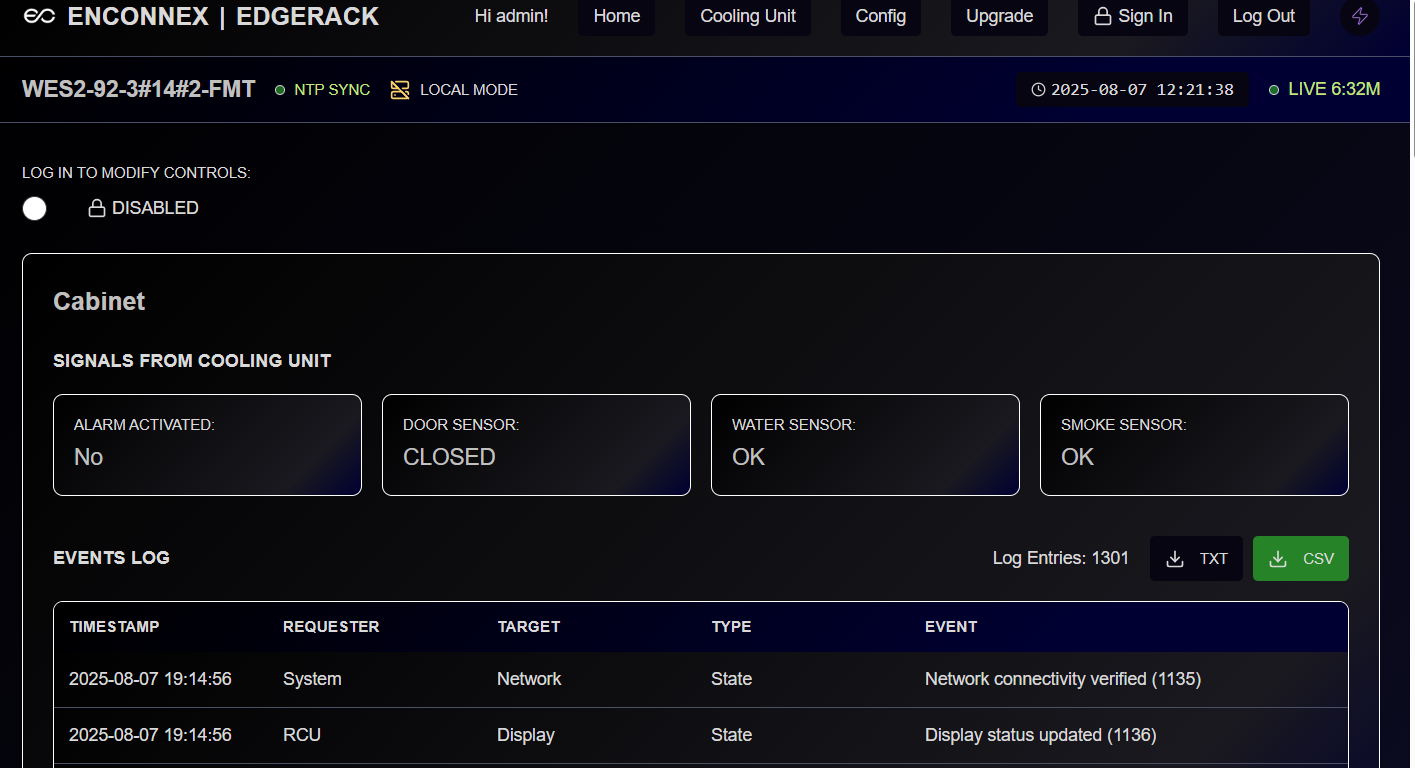 ENCONNEX | EDGERACK Hi admin! Home Cooling Unit Config Upgrade Sign In Log Out
WES2-92-3#14#2-FMT NTP SYNC LOCAL MODE 2025-08-07 12:21:38 LIVE 6:32M
LOG IN TO MODIFY CONTROLS:
DISABLED
Cabinet
SIGNALS FROM COOLING UNIT
ALARM ACTIVATED: DOOR SENSOR: WATER SENSOR: SMOKE SENSOR:
No CLOSED OK OK
EVENTS LOG Log Entries: 1301 TXT CSV
TIMESTAMP REQUESTER TARGET TYPE EVENT
2025-08-07 19:14:56 System Network State Network connectivity verified (1135)
2025-08-07 19:14:56 RCU Display State Display status updated (1136)